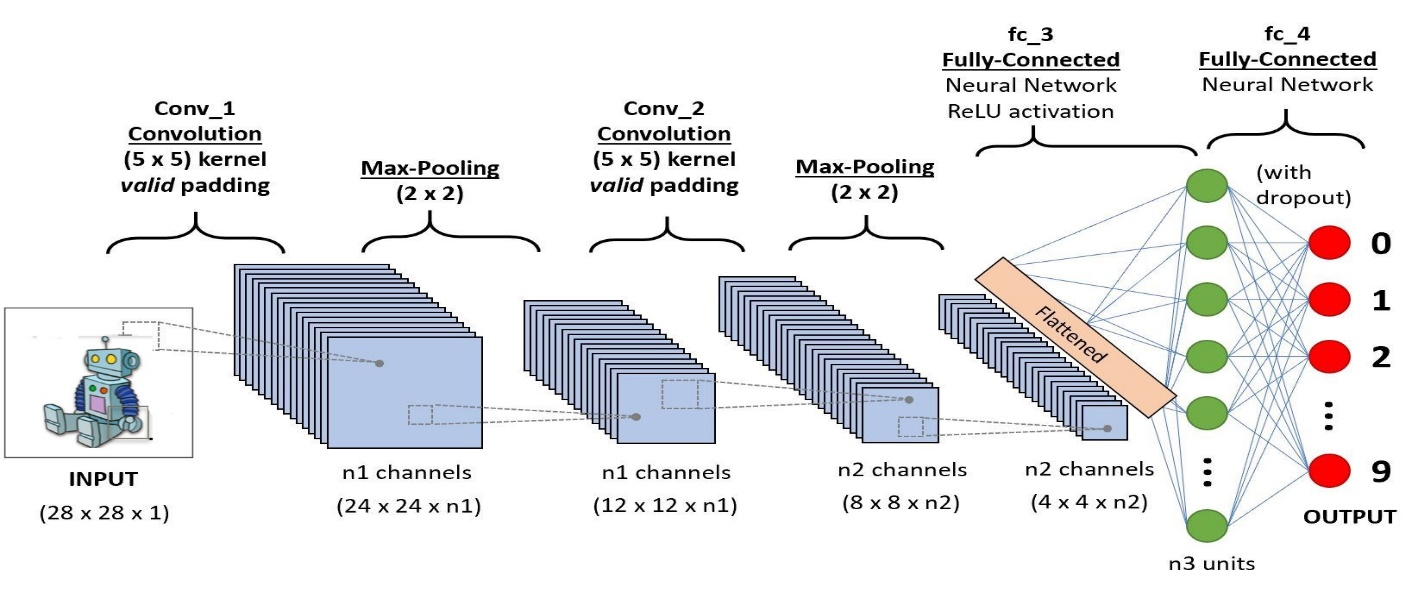 Conv_1
Convolution
(5 x 5) kernel
valid padding
Max-Pooling
(2 x 2)
Conv_2
Convolution
(5 x 5) kernel
valid padding
Max-Pooling
(2 x 2)
fc_3
Fully-Connected
Neural Network
ReLU activation
fc_4
Fully-Connected
Neural Network
(with
dropout)
Flattened
0
1
2
9
OUTPUT
INPUT
(28 x 28 x 1)
n1 channels
(24 x 24 x n1)
n1 channels
(12 x 12 x n1)
n2 channels
(8 x 8 x n2)
n2 channels
(4 x 4 x n2)
n3 units